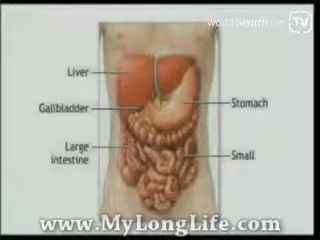 Liver
Gallbladder
Stomach
Large
intestine
Small
www.MyLongLife.com